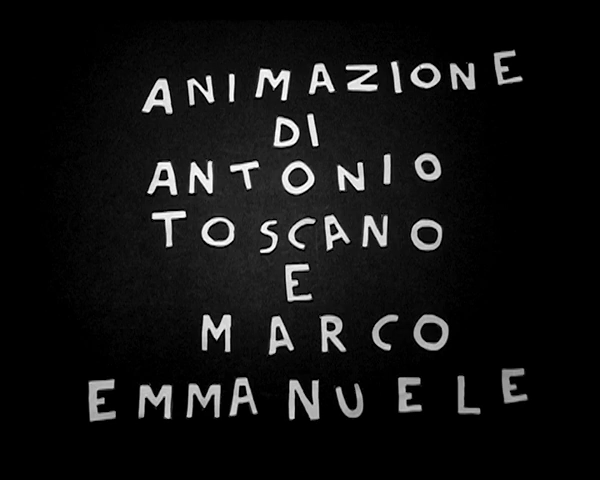 ANIMAZIONE
DI
ANTONIO
TOSCANO
E
MARCO
EMMANUELE